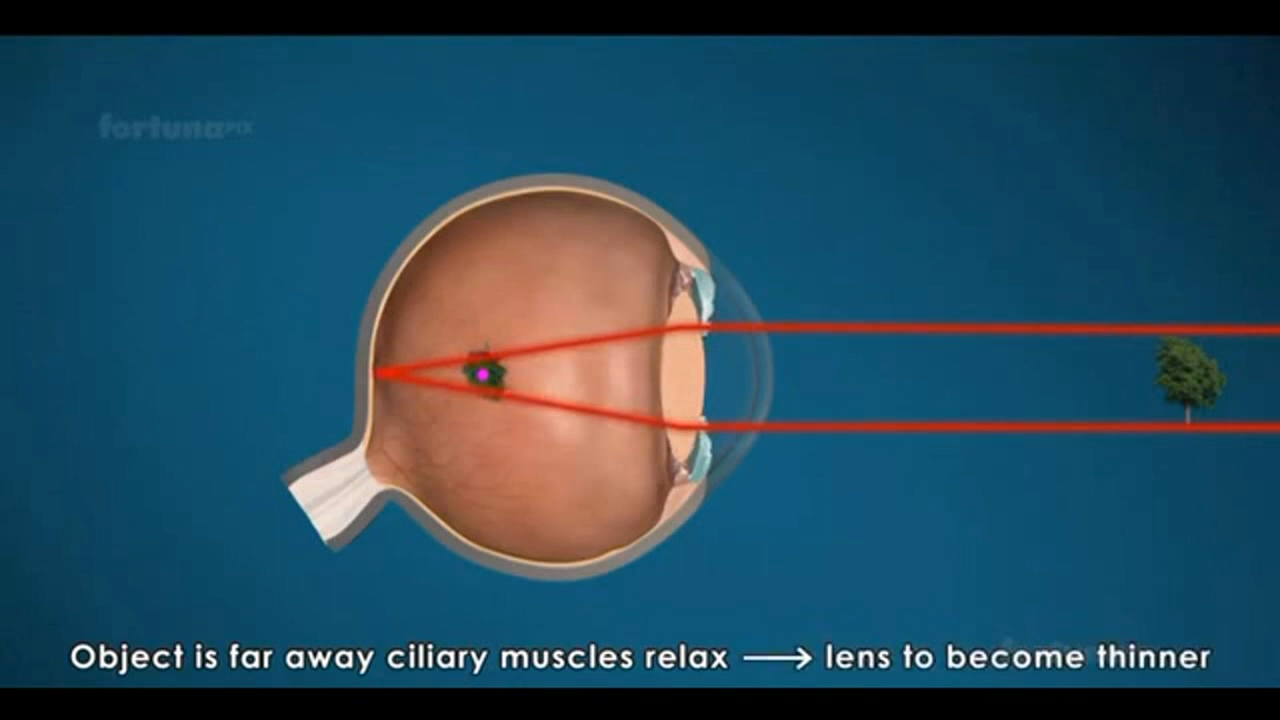 fortunaPIX
Object is far away ciliary muscles relax ⟶ lens to become thinner